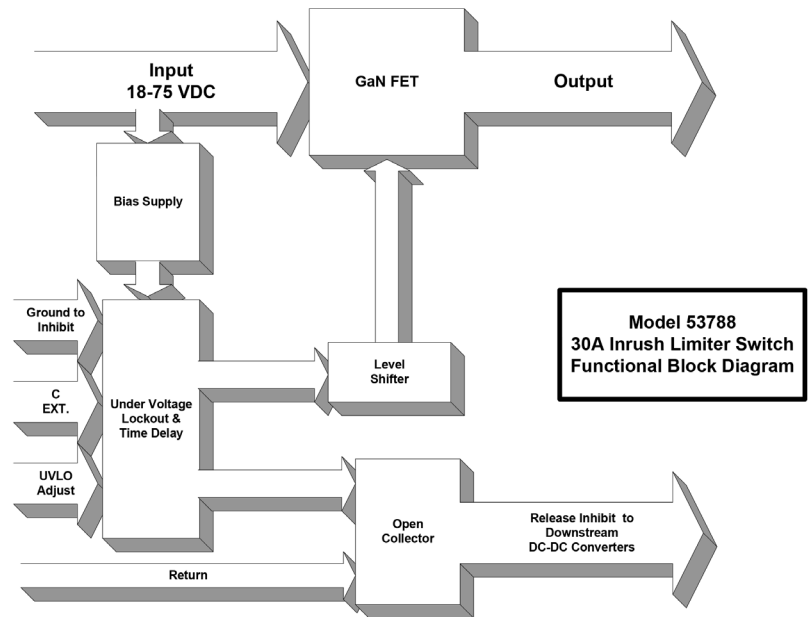 Input
18-75 VDC
GaN FET
Output
Bias Supply
Ground to
Inhibit
C
EXT.
UVLO
Adjust
Under Voltage
Lockout &
Time Delay
Level
Shifter
Model 53788
30A Inrush Limiter Switch
Functional Block Diagram
Open
Collector
Release Inhibit to
Downstream
DC-DC Converters
Return